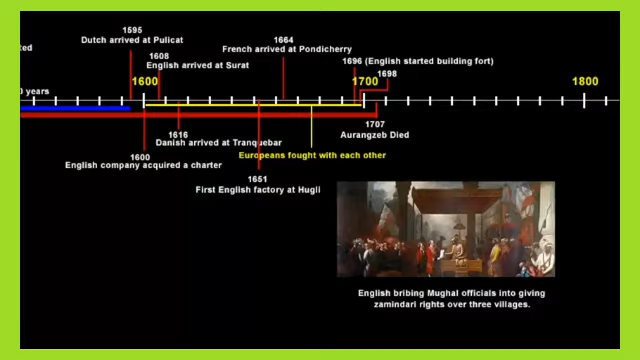 1595
Dutch arrived at Pulicat
ted
1608
English arrived at Surat
1664
French arrived at Pondicherry
1696 (English started building fort)
1698
0 years
1600
1700
1800
1616
Danish arrived at Tranquebar
1600
English company acquired a charter
1651
First English factory at Hugli
Europeans fought with each other
1707
Aurangzeb Died
English bribing Mughal officials into giving
zamindari rights over three villages.